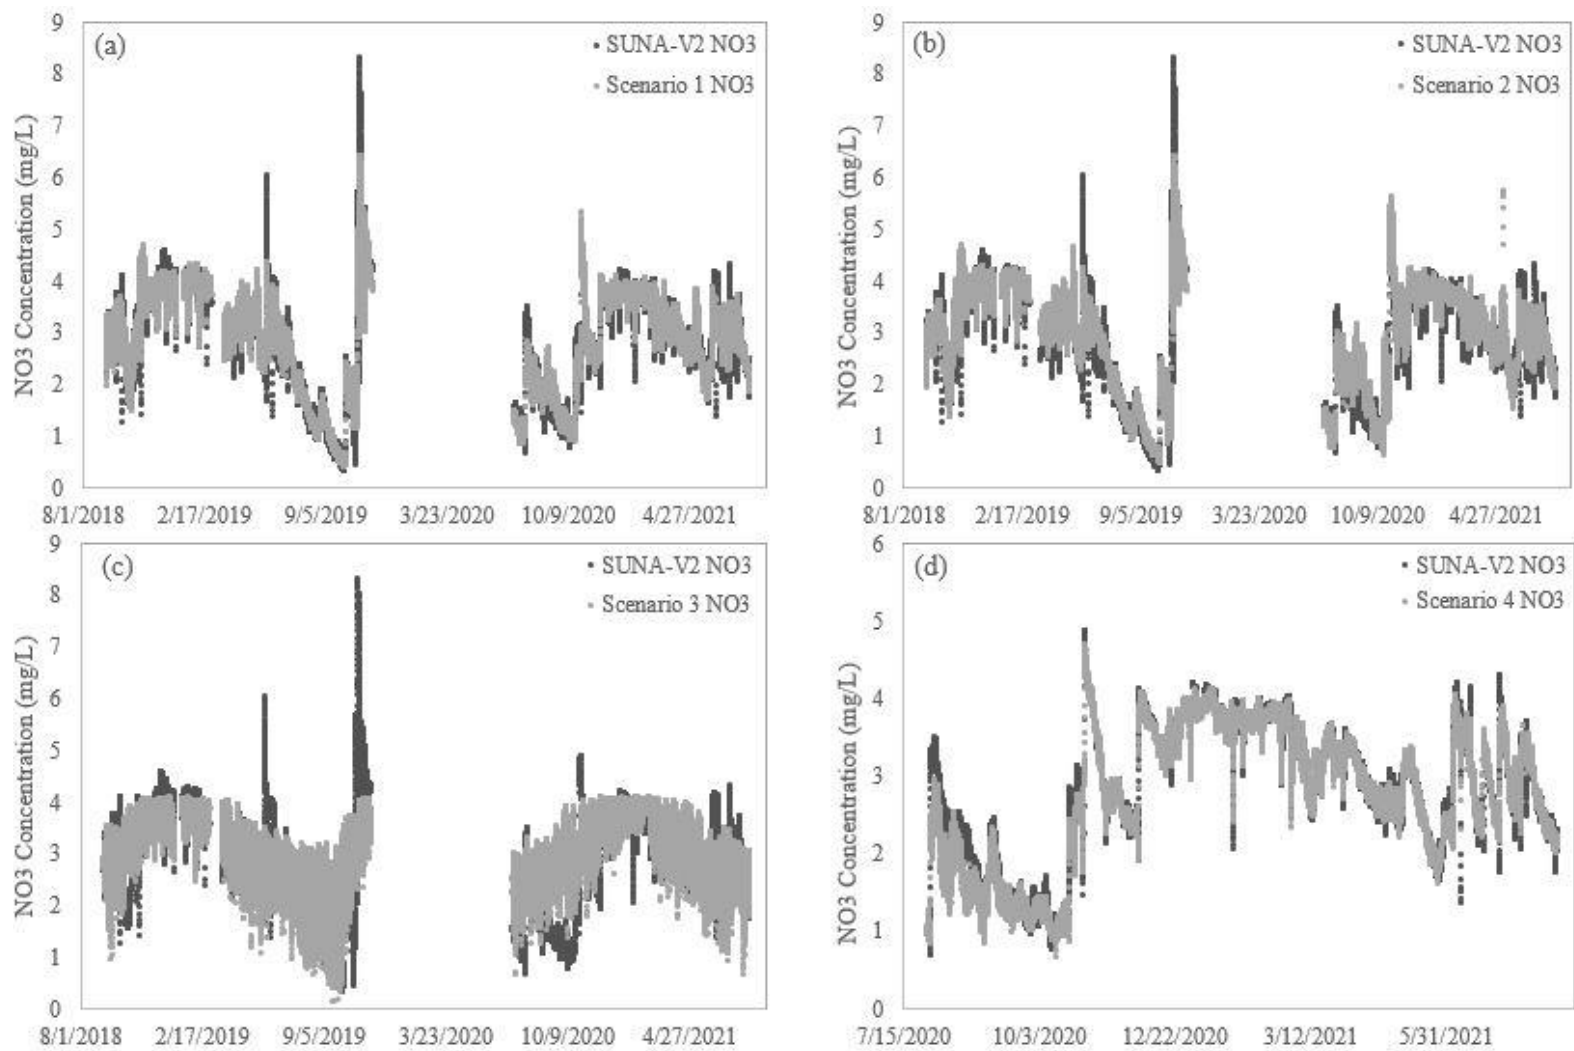 (a)
SUNA-V2 NO3
Scenario 1 NO3
NO3 Concentration (mg/L)
9
8
7
6
5
4
3
2
1
0
8/1/2018 2/17/2019 9/5/2019 3/23/2020 10/9/2020 4/27/2021
(b)
SUNA-V2 NO3
Scenario 2 NO3
NO3 Concentration (mg/L)
9
8
7
6
5
4
3
2
1
0
8/1/2018 2/17/2019 9/5/2019 3/23/2020 10/9/2020 4/27/2021
(c)
SUNA-V2 NO3
Scenario 3 NO3
NO3 Concentration (mg/L)
9
8
7
6
5
4
3
2
1
0
8/1/2018 2/17/2019 9/5/2019 3/23/2020 10/9/2020 4/27/2021
(d)
SUNA-V2 NO3
Scenario 4 NO3
NO3 Concentration (mg/L)
6
5
4
3
2
1
0
7/15/2020 10/3/2020 12/22/2020 3/12/2021 5/31/2021